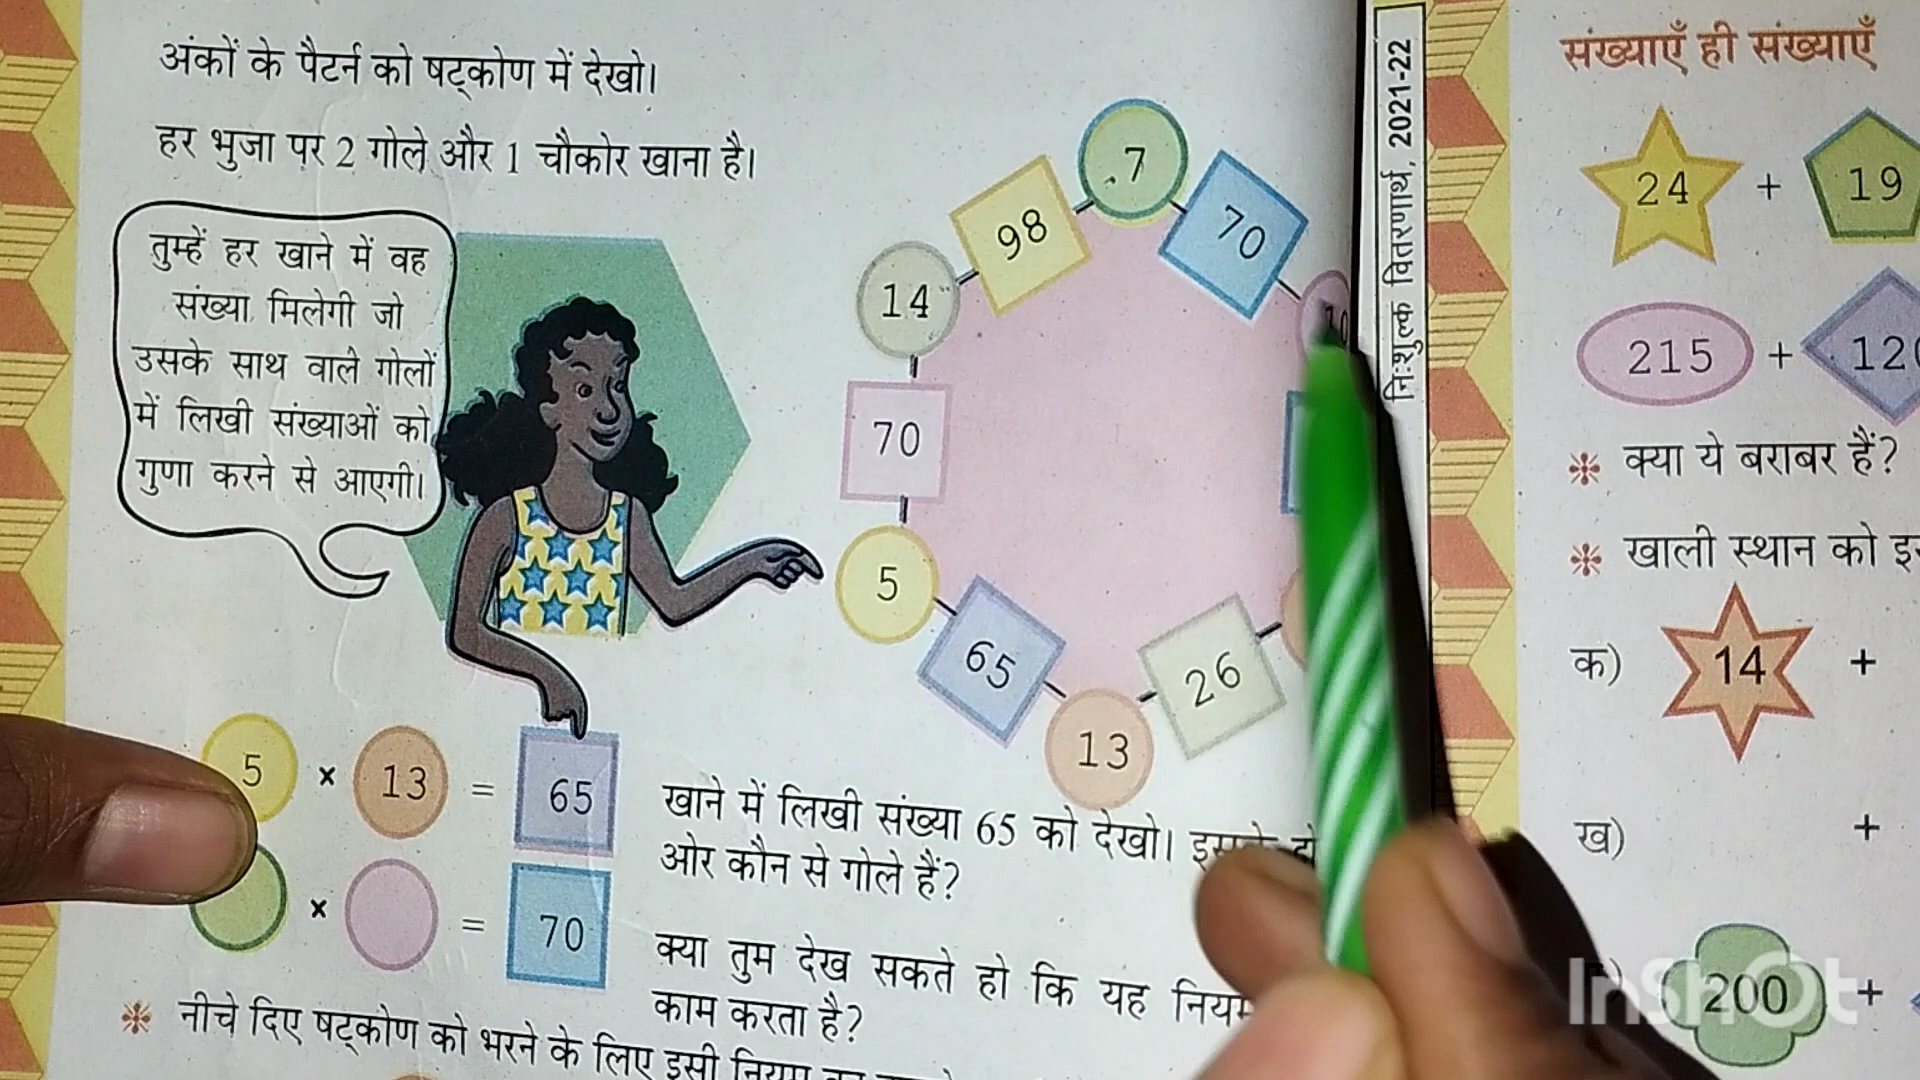 अंकों के पैटर्न को षट्कोण में देखो।
हर भुजा पर 2 गोले और 1 चौकोर खाना है।
तुम्हें हर खाने में वह
संख्या मिलेगी जो
उसके साथ वाले गोलों
में लिखी संख्याओं को
गुणा करने से आएगी।
7
98
70
14
10
70
5
65
26
13
5 × 13 = 65
× = 70
खाने में लिखी संख्या 65 को देखो।
ओर कौन से गोले हैं?
क्या तुम देख सकते हो कि यह नियम
काम करता है?
नीचे दिए षट्कोण को भरने के लिए इसी
निःशुल्क वितरणार्थ, 2021-22
संख्याएँ ही संख्याएँ
24 + 19
215 + 120
क्या ये बराबर हैं?
खाली स्थान को
क) 14 +
ख) +
200 +
InShOt